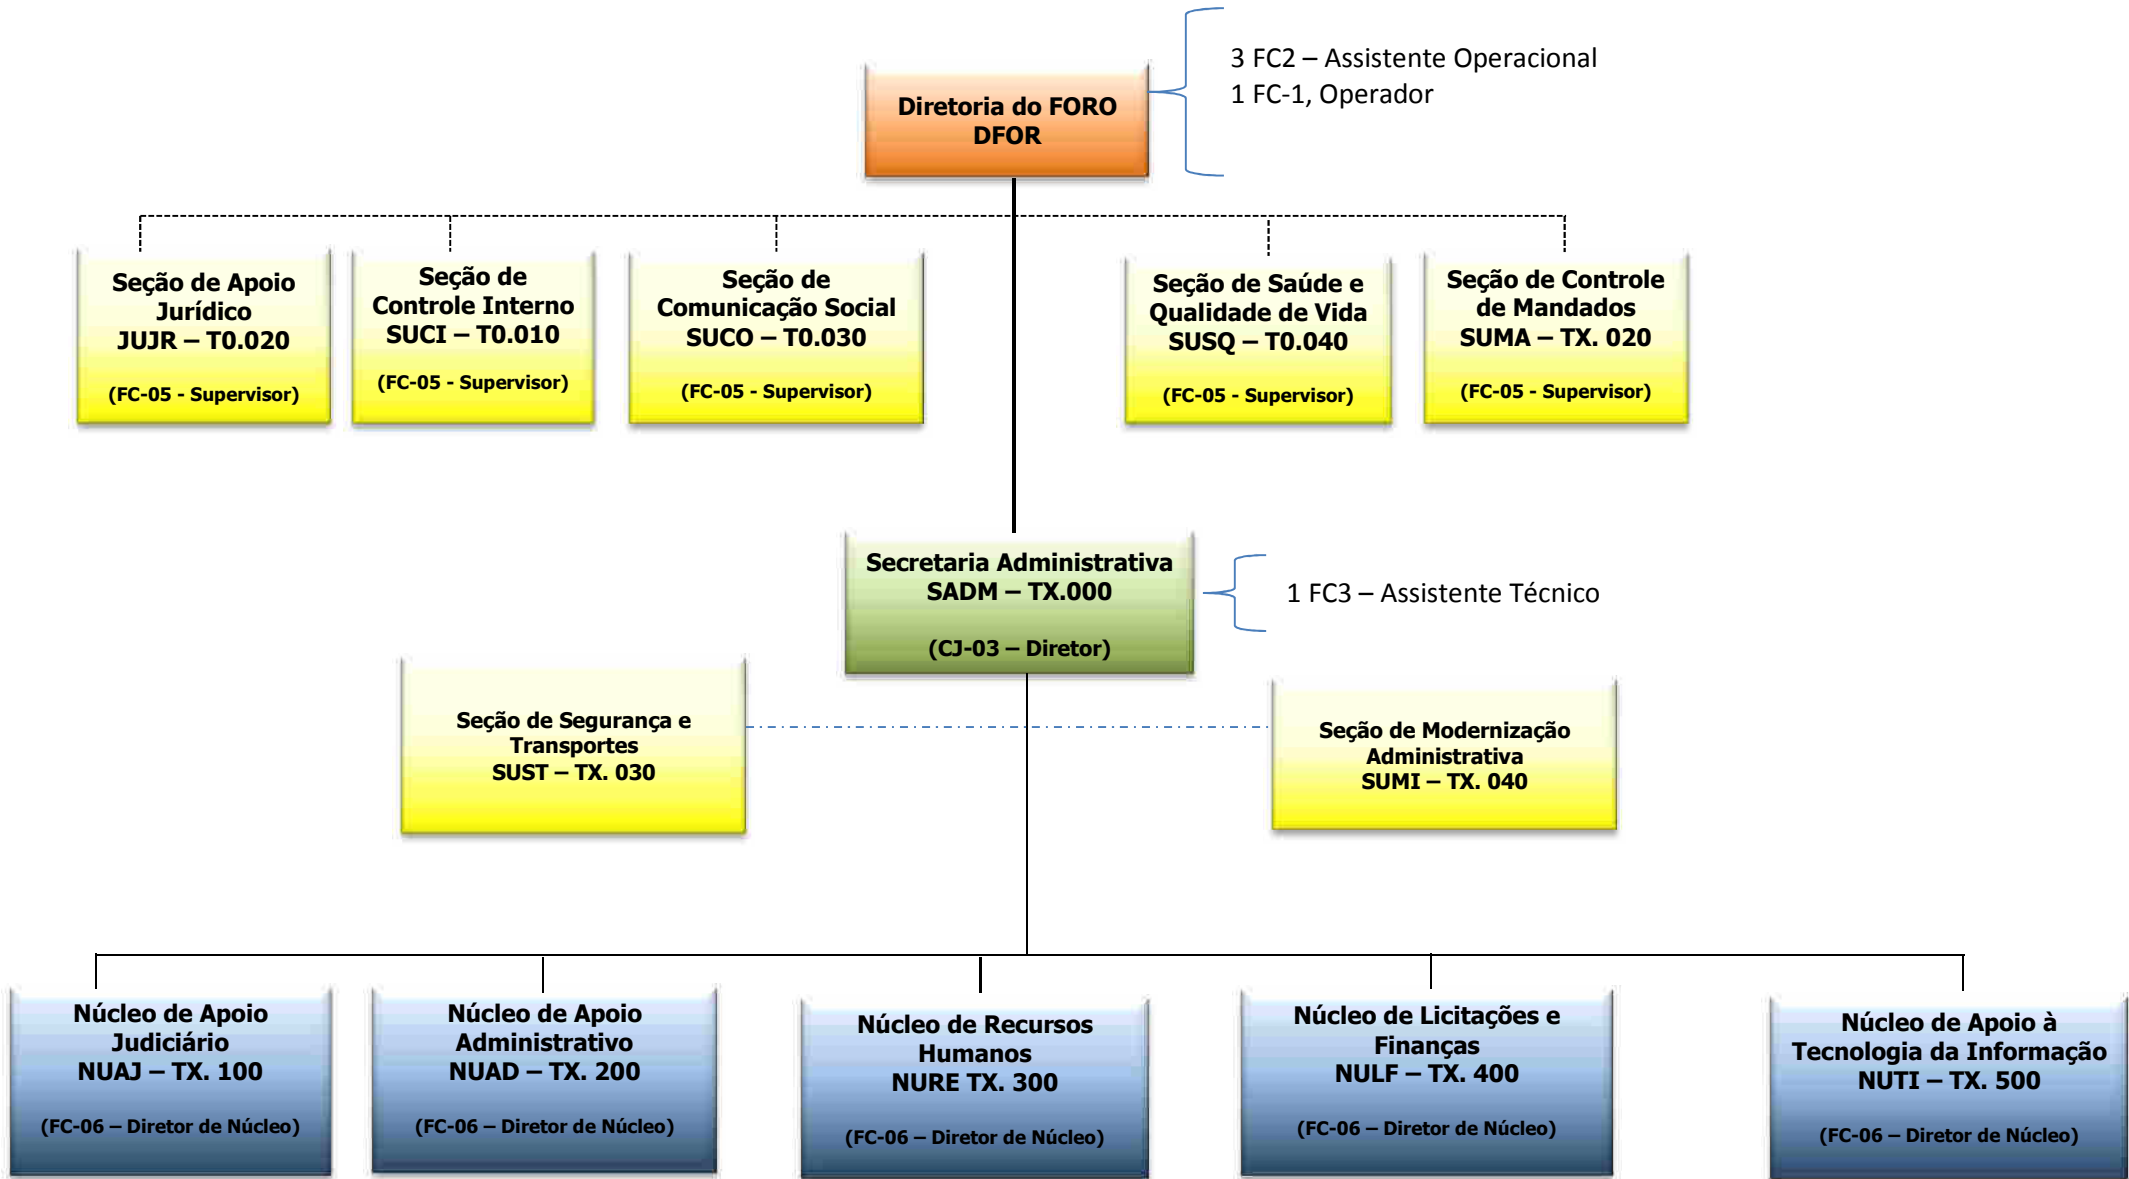 3 FC2 – Assistente Operacional
1 FC-1, Operador
Diretoria do FORO
DFOR
Seção de Apoio
Jurídico
JUJR – T0.020
(FC-05 - Supervisor)
Seção de
Controle Interno
SUCI – T0.010
(FC-05 - Supervisor)
Seção de
Comunicação Social
SUCO – T0.030
(FC-05 - Supervisor)
Seção de Saúde e
Qualidade de Vida
SUSQ – T0.040
(FC-05 - Supervisor)
Seção de Controle
de Mandados
SUMA – TX. 020
(FC-05 - Supervisor)
Secretaria Administrativa
SADM – TX.000
(CJ-03 – Diretor)
1 FC3 – Assistente Técnico
Seção de Segurança e
Transportes
SUST – TX. 030
Seção de Modernização
Administrativa
SUMI – TX. 040
Núcleo de Apoio
Judiciário
NUAJ – TX. 100
(FC-06 – Diretor de Núcleo)
Núcleo de Apoio
Administrativo
NUAD – TX. 200
(FC-06 – Diretor de Núcleo)
Núcleo de Recursos
Humanos
NURE TX. 300
(FC-06 – Diretor de Núcleo)
Núcleo de Licitações e
Finanças
NULF – TX. 400
(FC-06 – Diretor de Núcleo)
Núcleo de Apoio à
Tecnologia da Informação
NUTI – TX. 500
(FC-06 – Diretor de Núcleo)